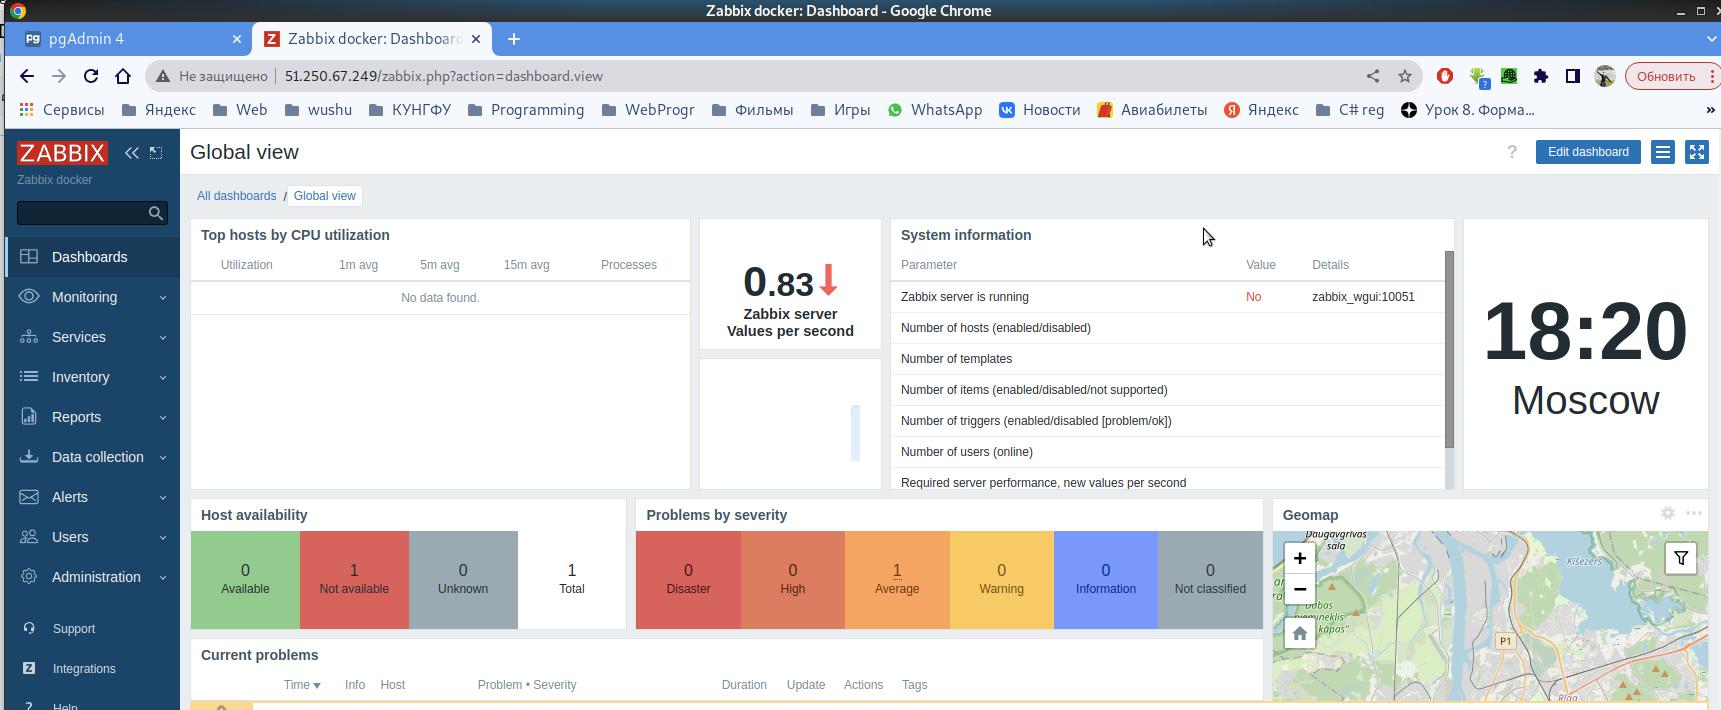 Zabbix docker: Dashboard - Google Chrome
pgAdmin 4
Zabbix docker: Dashboard
Не защищено
51.250.67.249/zabbix.php?action=dashboard.view
Обновить
Сервисы
Яндекс
Web
wushu
КУНГФУ
Programming
WebProgr
Фильмы
Игры
WhatsApp
Новости
Авиабилеты
Яндекс
C# reg
Урок 8. Форма...
ZABBIX
Zabbix docker
Global view
?
Edit dashboard
All dashboards / Global view
Dashboards
Monitoring
Services
Inventory
Reports
Data collection
Alerts
Users
Administration
Support
Integrations
Help
Top hosts by CPU utilization
Utilization 1m avg 5m avg 15m avg Processes
No data found.
0.83
Zabbix server
Values per second
System information
Parameter Value Details
Zabbix server is running No zabbix_wgui:10051
Number of hosts (enabled/disabled)
Number of templates
Number of items (enabled/disabled/not supported)
Number of triggers (enabled/disabled [problem/ok])
Number of users (online)
Required server performance, new values per second
18:20
Moscow
Host availability
0 1 0 1
Available Not available Unknown Total
Problems by severity
0 0 1 0 0 0
Disaster High Average Warning Information Not classified
Geomap
+
−
Daugavgrīvas
sala
Ķīšezers
Dabas
piemineklis
kāpas"
P1
Rīga
Current problems
Time Info Host Problem • Severity Duration Update Actions Tags